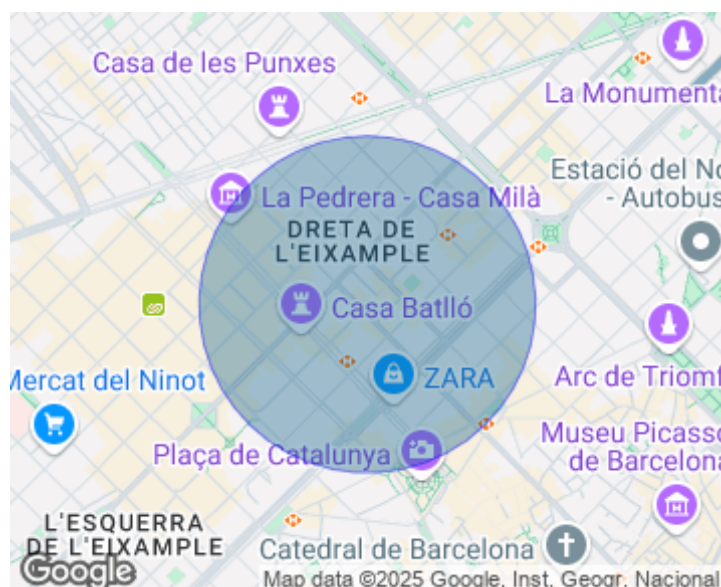 Casa de les Punxes
La Monumenta
Estació del No
- Autobus
La Pedrera - Casa Milà
DRETA DE
L'EIXAMPLE
Casa Batlló
Mercat del Ninot
ZARA
Arc de Triomf
Plaça de Catalunya
Museu Picasso
de Barcelona
L'ESQUERRA
DE L'EIXAMPLE
Catedral de Barcelona
Google
Map data ©2025 Google, Inst. Geogr. Nacional